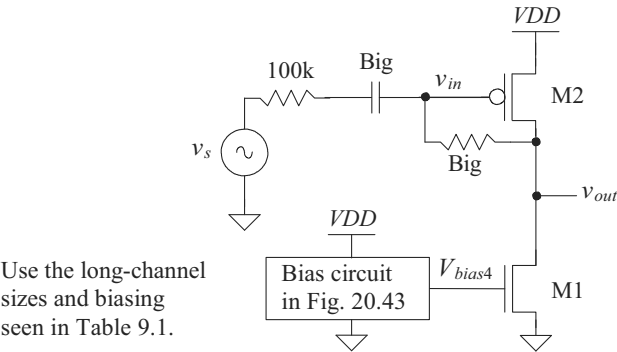 VDD
Big
100k
v_in
M2
v_s
Big
v_out
VDD
Use the long-channel
sizes and biasing
seen in Table 9.1.
Bias circuit
in Fig. 20.43
V_bias4
M1